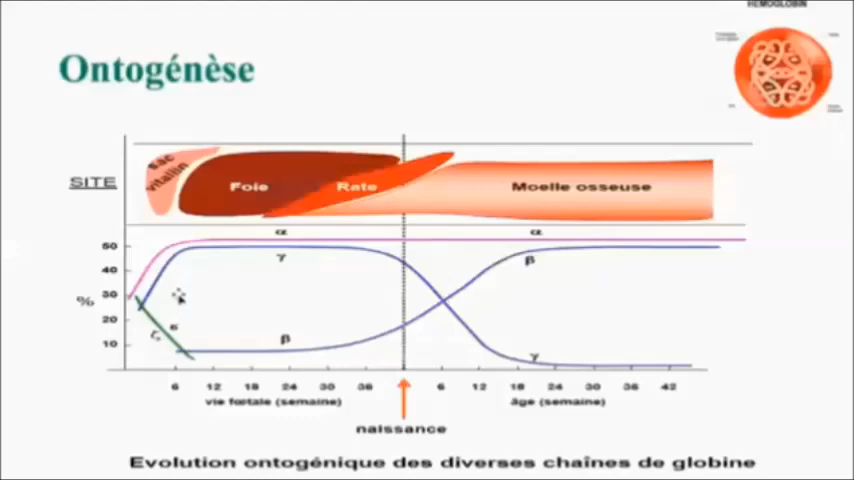 HEMOGLOBIN
Ontogénèse
SITE
Sac
vitallin
Foie
Rate
Moelle osseuse
α
α
50
40
30
20
10
%
γ
β
ε
β
γ
6 12 18 24 30 36
6 12 18 24 30 36 42
vie fœtale (semaine)
âge (semaine)
naissance
Evolution ontogénique des diverses chaînes de globine